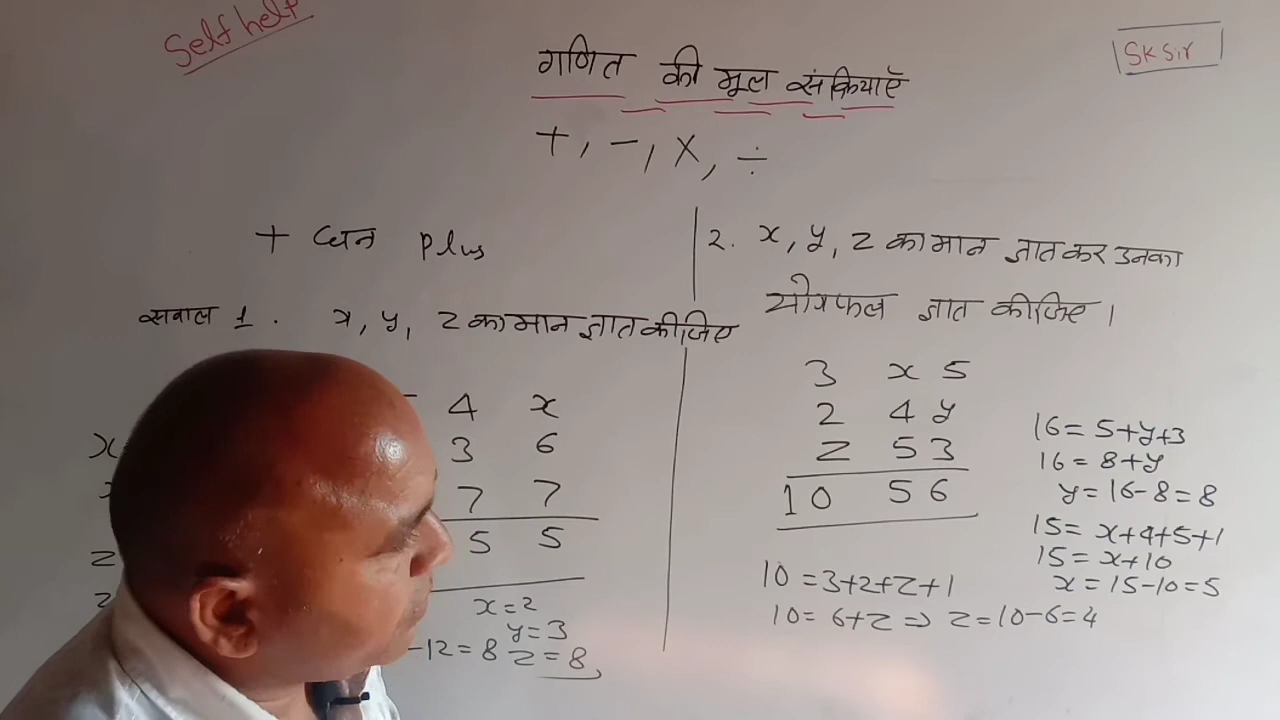 Self help
SK Sir
गणित की मूल संक्रियाएँ
+, -, X, ÷
+ धन Plus
सवाल 1. x, y, z का मान ज्ञात कीजिए
4 x
x 3 6
7 7
z 5 5
x=2
y=3
-12=8 z=8
2. x, y, z का मान ज्ञात कर उनका
योगफल ज्ञात कीजिए।
3 x 5
2 4 y
z 5 3
10 5 6
16=5+y+3
16=8+y
y=16-8=8
15=x+4+5+1
15=x+10
x=15-10=5
10=3+2+z+1
10=6+z⇒z=10-6=4